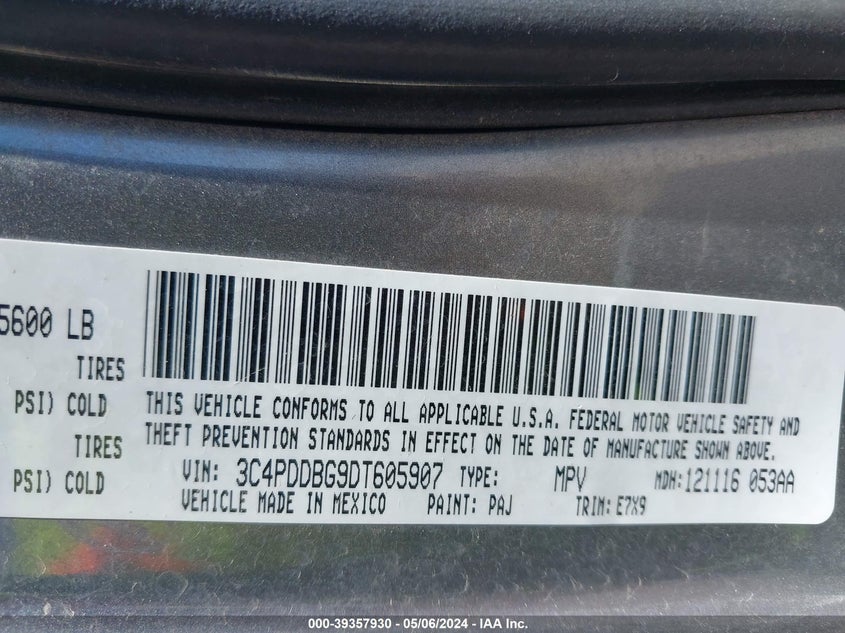 5600 LB
TIRES
PSI) COLD
TIRES
PSI) COLD
THIS VEHICLE CONFORMS TO ALL APPLICABLE U.S.A. FEDERAL MOTOR VEHICLE SAFETY AND
THEFT PREVENTION STANDARDS IN EFFECT ON THE DATE OF MANUFACTURE SHOWN ABOVE.
VIN: 3C4PDDBG9DT605907 TYPE: MPV MDH: 121116 053AA
VEHICLE MADE IN MEXICO PAINT: PAJ TRIM: E7X9
000-39357930 - 05/06/2024 - IAA Inc.